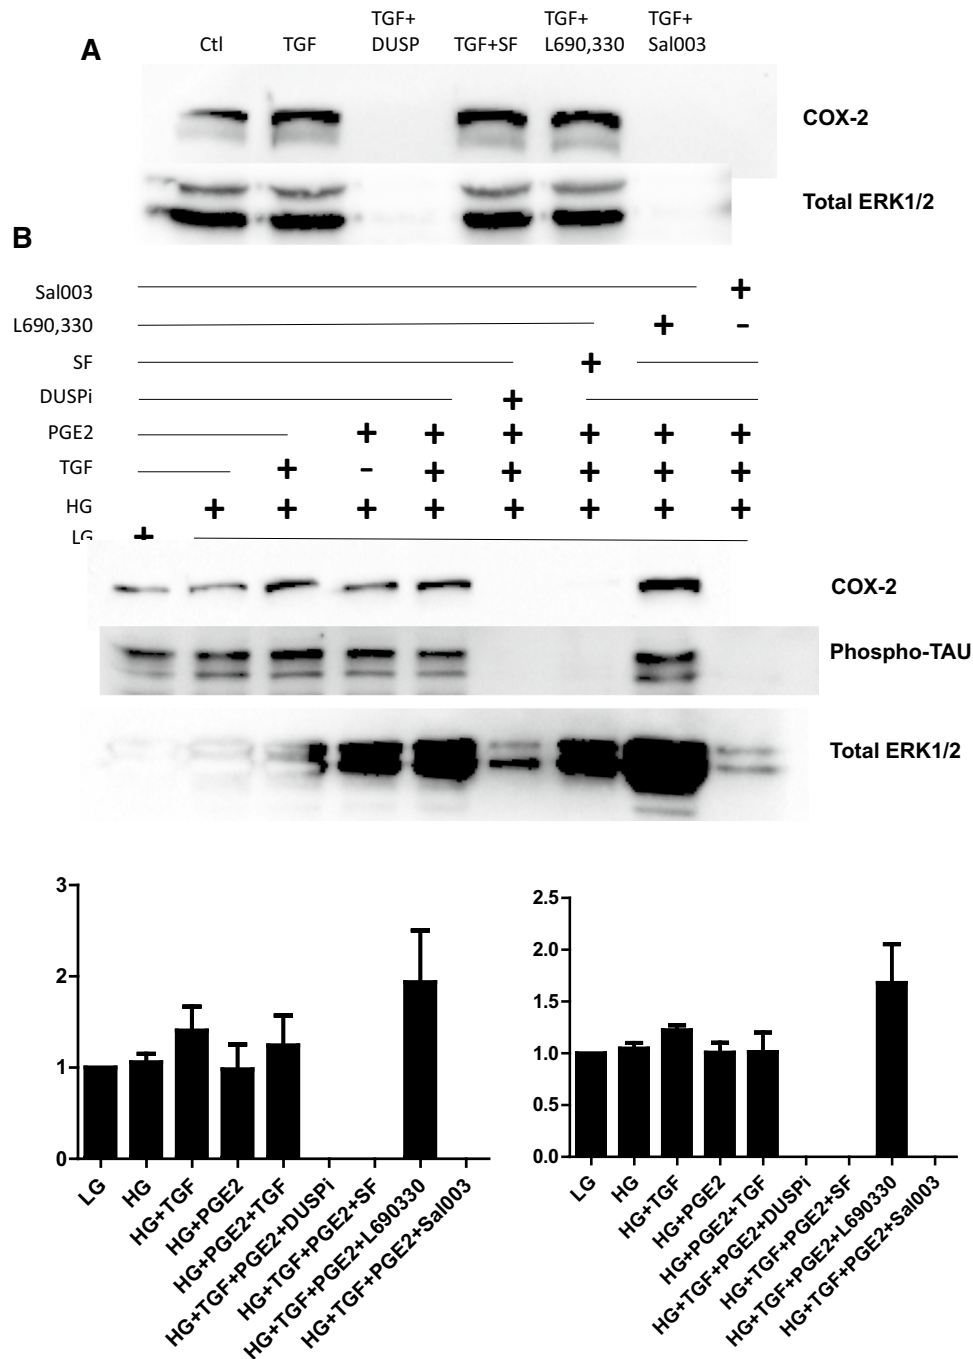 A
Ctl TGF TGF+ DUSP TGF+SF TGF+ L690,330 TGF+ Sal003
COX-2
Total ERK1/2
B
Sal003 +
L690,330 + -
SF +
DUSPi +
PGE2 + + + + + +
TGF + - + + + + +
HG + + + + + + + +
LG +
COX-2
Phospho-TAU
Total ERK1/2
3
2
1
0
LG
HG
HG+TGF
HG+PGE2
HG+PGE2+TGF
HG+TGF+PGE2+DUSPi
HG+TGF+PGE2+SF
HG+TGF+PGE2+L690330
HG+TGF+PGE2+Sal003
2.5
2.0
1.5
1.0
0.5
0.0
LG
HG
HG+TGF
HG+PGE2
HG+PGE2+TGF
HG+TGF+PGE2+DUSPi
HG+TGF+PGE2+SF
HG+TGF+PGE2+L690330
HG+TGF+PGE2+Sal003